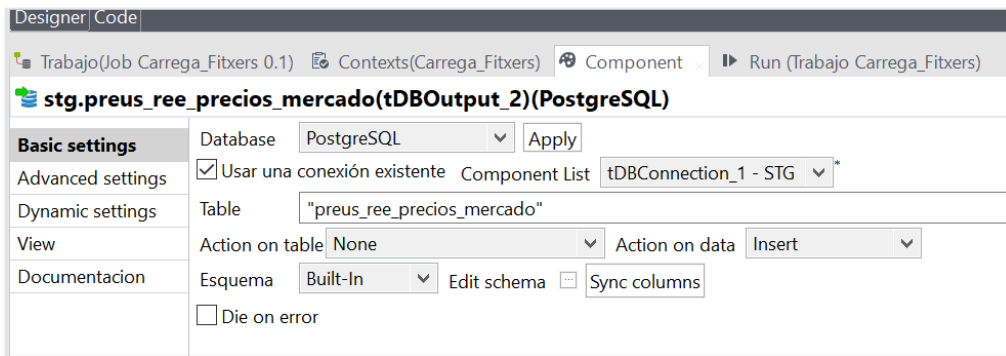 Designer Code
Trabajo(Job Carrega_Fitxers 0.1) Contexts(Carrega_Fitxers) Component Run (Trabajo Carrega_Fitxers)
stg.preus_ree_precios_mercado(tDBOutput_2)(PostgreSQL)
Basic settings
Advanced settings
Dynamic settings
View
Documentacion
Database PostgreSQL Apply
Usar una conexión existente Component List tDBConnection_1 - STG *
Table "preus_ree_precios_mercado"
Action on table None Action on data Insert
Esquema Built-In Edit schema ... Sync columns
Die on error